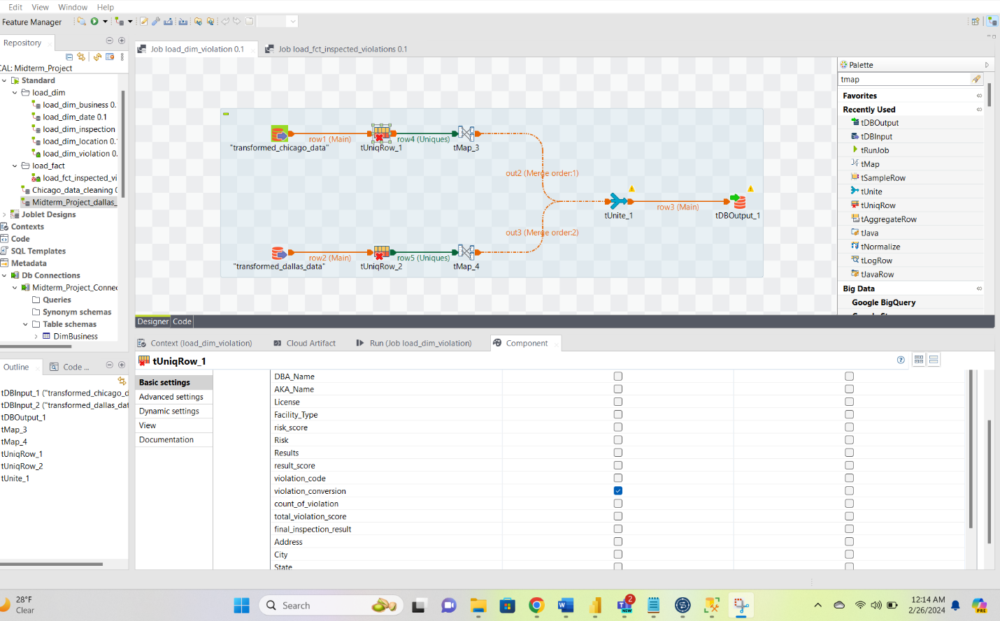 Edit View Window Help
Feature Manager
Repository
CAL: Midterm_Project
Standard
load_dim
load_dim_business 0.
load_dim_date 0.1
load_dim_inspection
load_dim_location 0.
load_dim_violation 0.
load_fact
load_fct_inspected_vi
Chicago_data_cleaning
Midterm_Project_dallas_
Joblet Designs
Contexts
Code
SQL Templates
Metadata
Db Connections
Midterm_Project_Connec
Queries
Synonym schemas
Table schemas
DimBusiness
Outline Code ...
tDBInput_1 ("transformed_chicago_d
tDBInput_2 ("transformed_dallas_dat
tDBOutput_1
tMap_3
tMap_4
tUniqRow_1
tUniqRow_2
tUnite_1
Job load_dim_violation 0.1 Job load_fct_inspected_violations 0.1
row1 (Main) row4 (Uniques)
"transformed_chicago_data" tUniqRow_1 tMap_3
out2 (Merge order:1)
row3 (Main)
tUnite_1 tDBOutput_1
out3 (Merge order:2)
row2 (Main) row5 (Uniques)
"transformed_dallas_data" tUniqRow_2 tMap_4
Palette
tmap
Favorites
Recently Used
tDBOutput
tDBInput
tRunJob
tMap
tSampleRow
tUnite
tUniqRow
tAggregateRow
tJava
tNormalize
tLogRow
tJavaRow
Big Data
Google BigQuery
Designer Code
Context (load_dim_violation) Cloud Artifact Run (Job load_dim_violation) Component
tUniqRow_1
Basic settings
Advanced settings
Dynamic settings
View
Documentation
DBA_Name
AKA_Name
License
Facility_Type
risk_score
Risk
Results
result_score
violation_code
violation_conversion
count_of_violation
total_violation_score
final_inspection_result
Address
City
State
28°F
Clear
Search
2
NEW
12:14 AM
2/26/2024
PRE